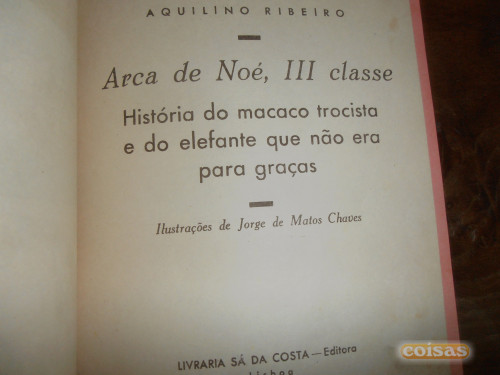 AQUILINO RIBEIRO
Arca de Noé, III classe
História do macaco trocista
e do elefante que não era
para graças
Ilustrações de Jorge de Matos Chaves
LIVRARIA SÁ DA COSTA — Editora
Lisboa
coisas